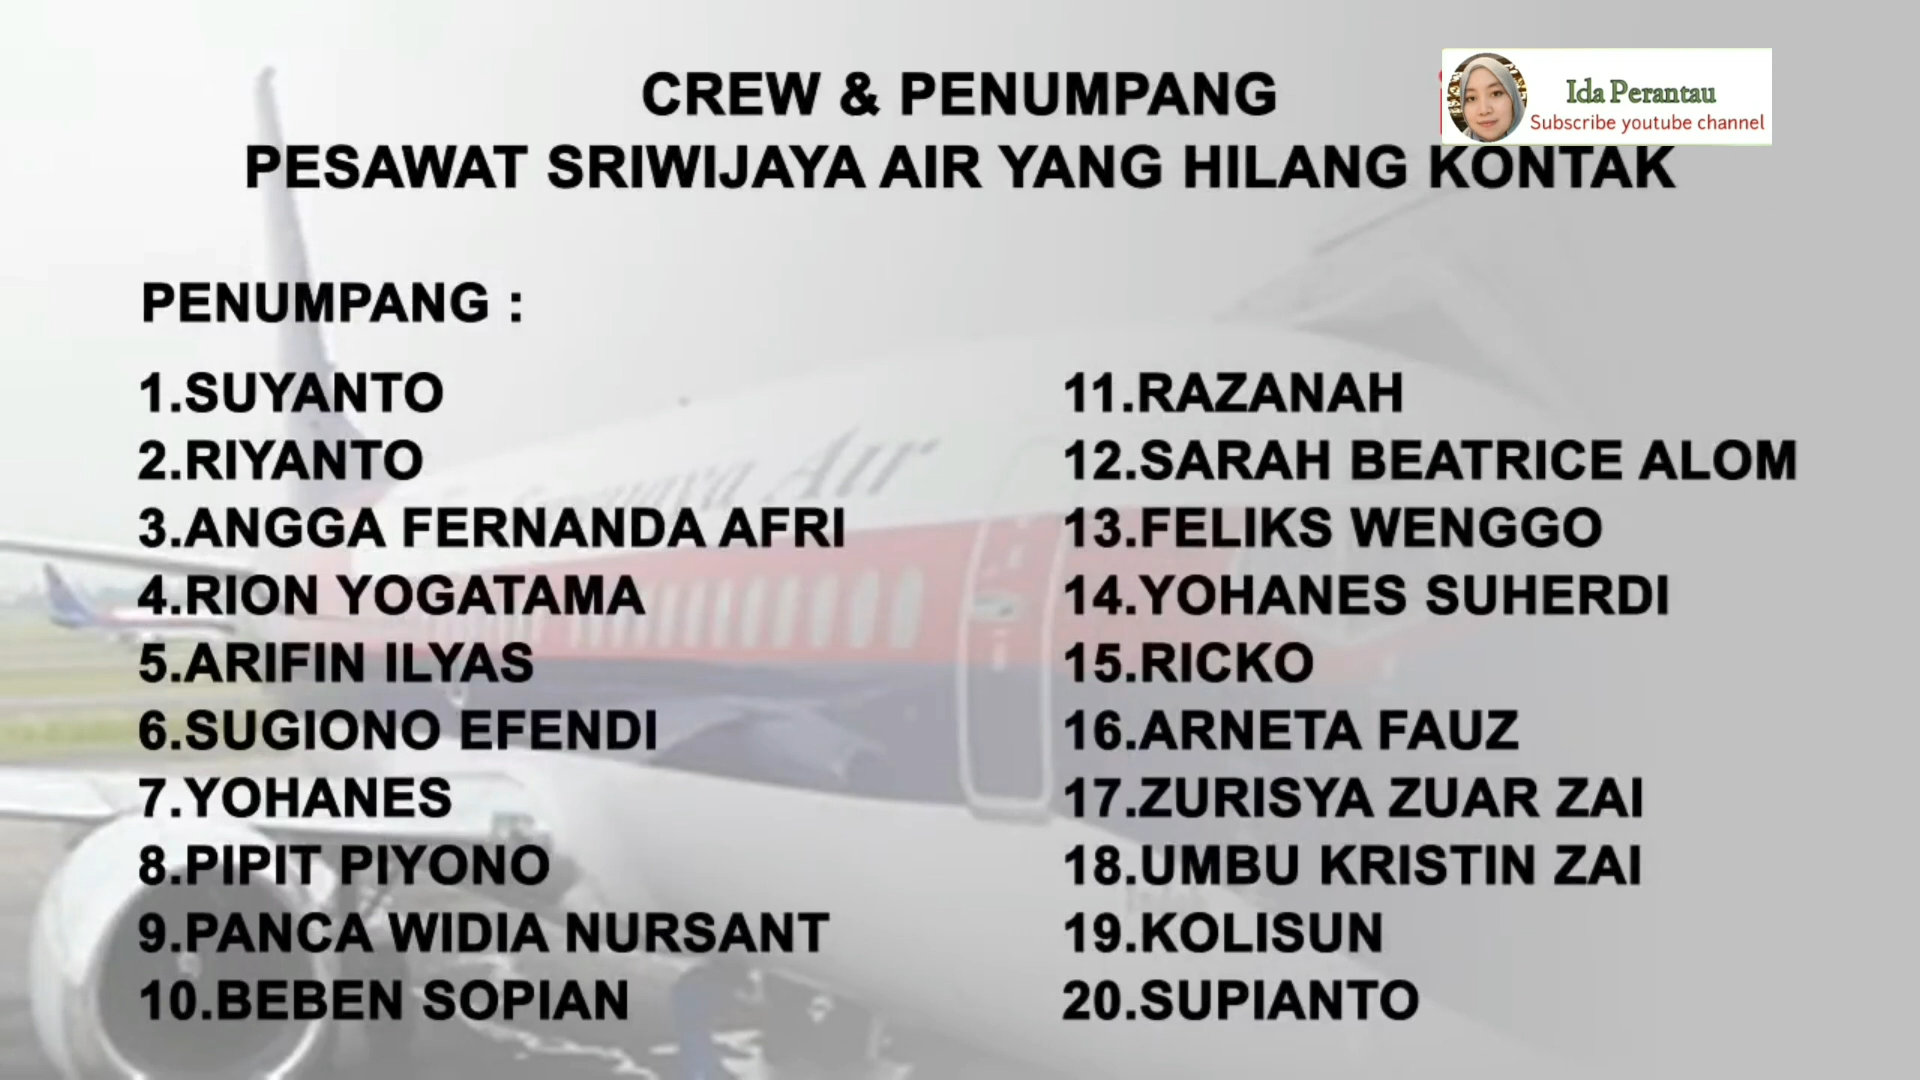 CREW & PENUMPANG
PESAWAT SRIWIJAYA AIR YANG HILANG KONTAK
Ida Perantau
Subscribe youtube channel
PENUMPANG :
1.SUYANTO
2.RIYANTO
3.ANGGA FERNANDA AFRI
4.RION YOGATAMA
5.ARIFIN ILYAS
6.SUGIONO EFENDI
7.YOHANES
8.PIPIT PIYONO
9.PANCA WIDIA NURSANT
10.BEBEN SOPIAN
11.RAZANAH
12.SARAH BEATRICE ALOM
13.FELIKS WENGGO
14.YOHANES SUHERDI
15.RICKO
16.ARNETA FAUZ
17.ZURISYA ZUAR ZAI
18.UMBU KRISTIN ZAI
19.KOLISUN
20.SUPIANTO
Air